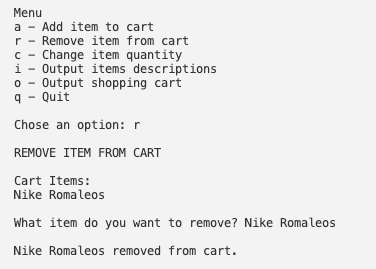 Menu
a – Add item to cart
r – Remove item from cart
c – Change item quantity
i – Output items descriptions
o – Output shopping cart
q – Quit
Chose an option: r
REMOVE ITEM FROM CART
Cart Items:
Nike Romaleos
What item do you want to remove? Nike Romaleos
Nike Romaleos removed from cart.